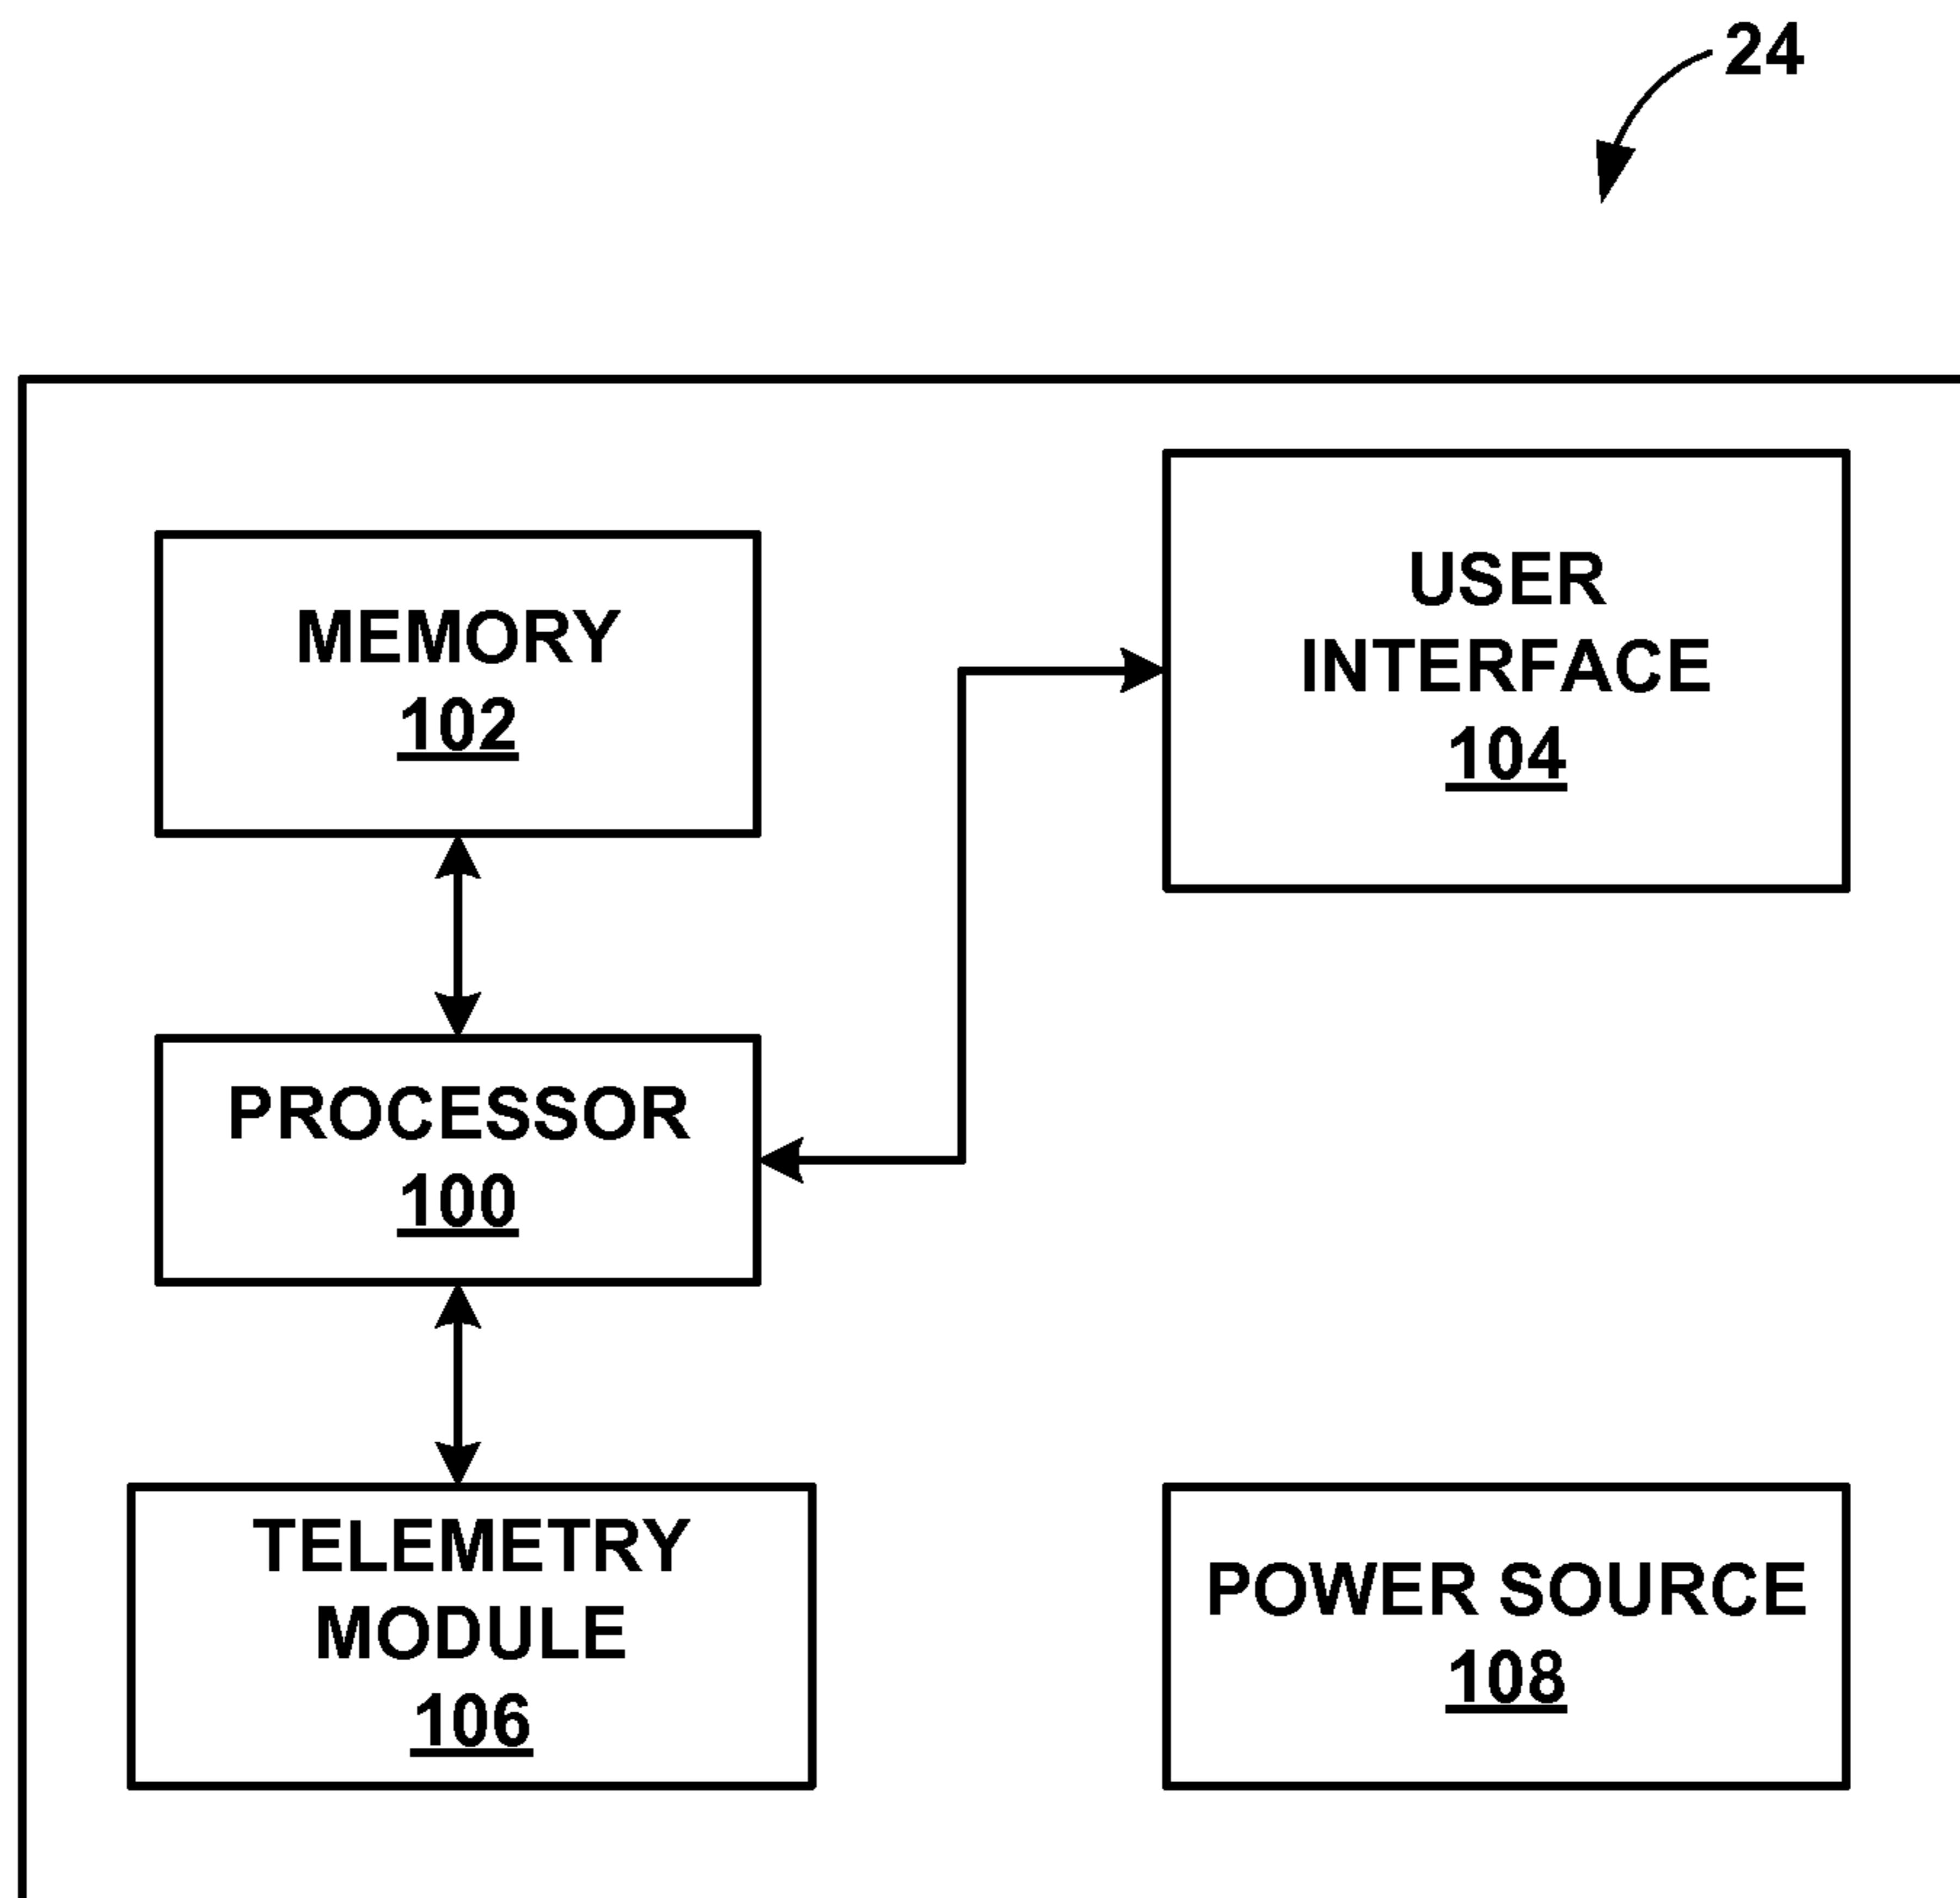 24
MEMORY
102
USER
INTERFACE
104
PROCESSOR
100
TELEMETRY
MODULE
106
POWER SOURCE
108